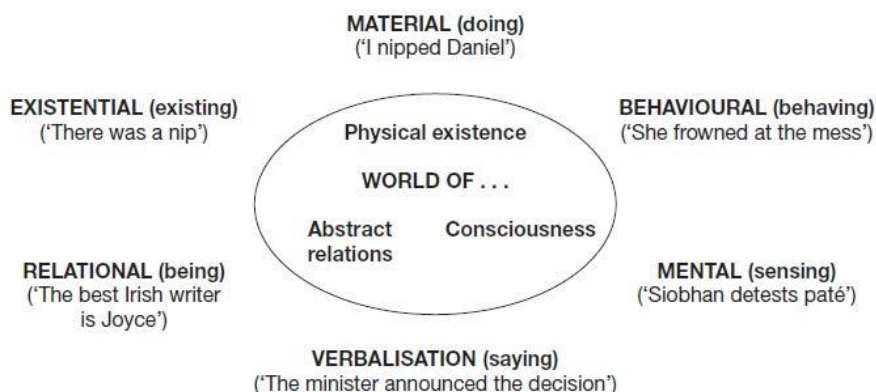 MATERIAL (doing)
(‘I nipped Daniel’)
EXISTENTIAL (existing)
(‘There was a nip’)
BEHAVIOURAL (behaving)
(‘She frowned at the mess’)
Physical existence
WORLD OF . . .
Abstract
relations
Consciousness
RELATIONAL (being)
(‘The best Irish writer
is Joyce’)
MENTAL (sensing)
(‘Siobhan detests paté’)
VERBALISATION (saying)
(‘The minister announced the decision’)